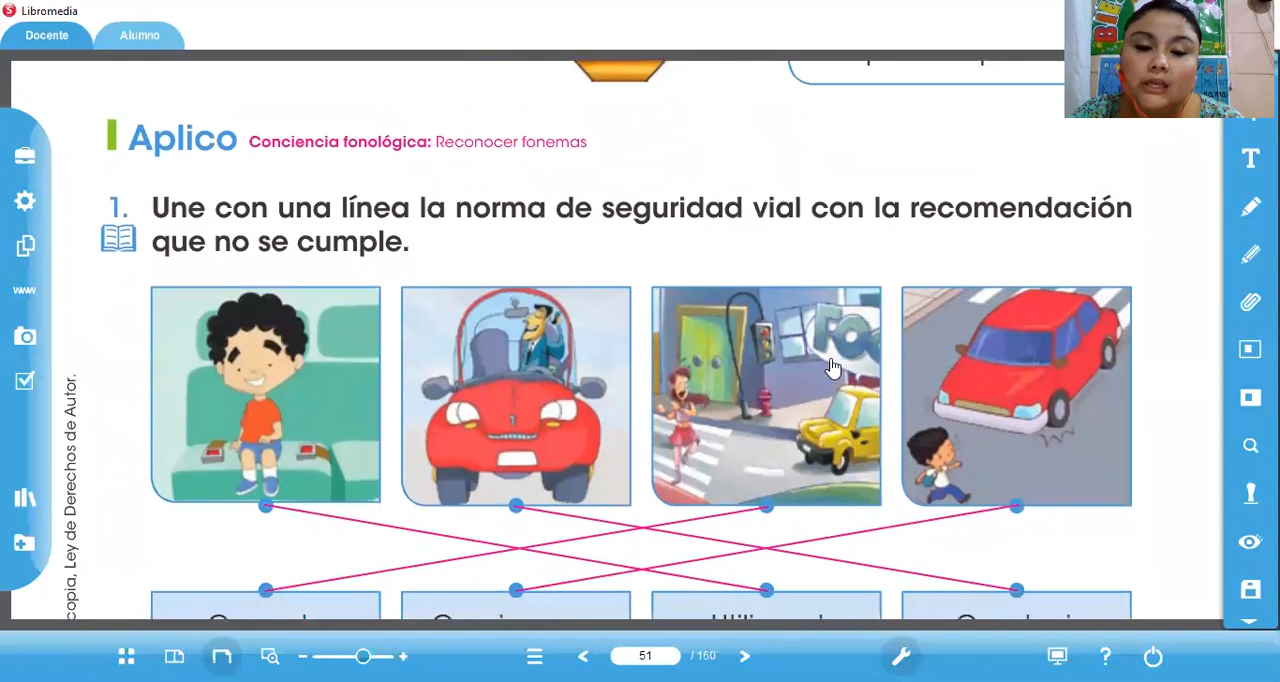 Libromedia
Docente
Alumno
Aplico
Conciencia fonológica: Reconocer fonemas
1. Une con una línea la norma de seguridad vial con la recomendación
que no se cumple.
copia, Ley de Derechos de Autor.
www
T
51
/ 160
?